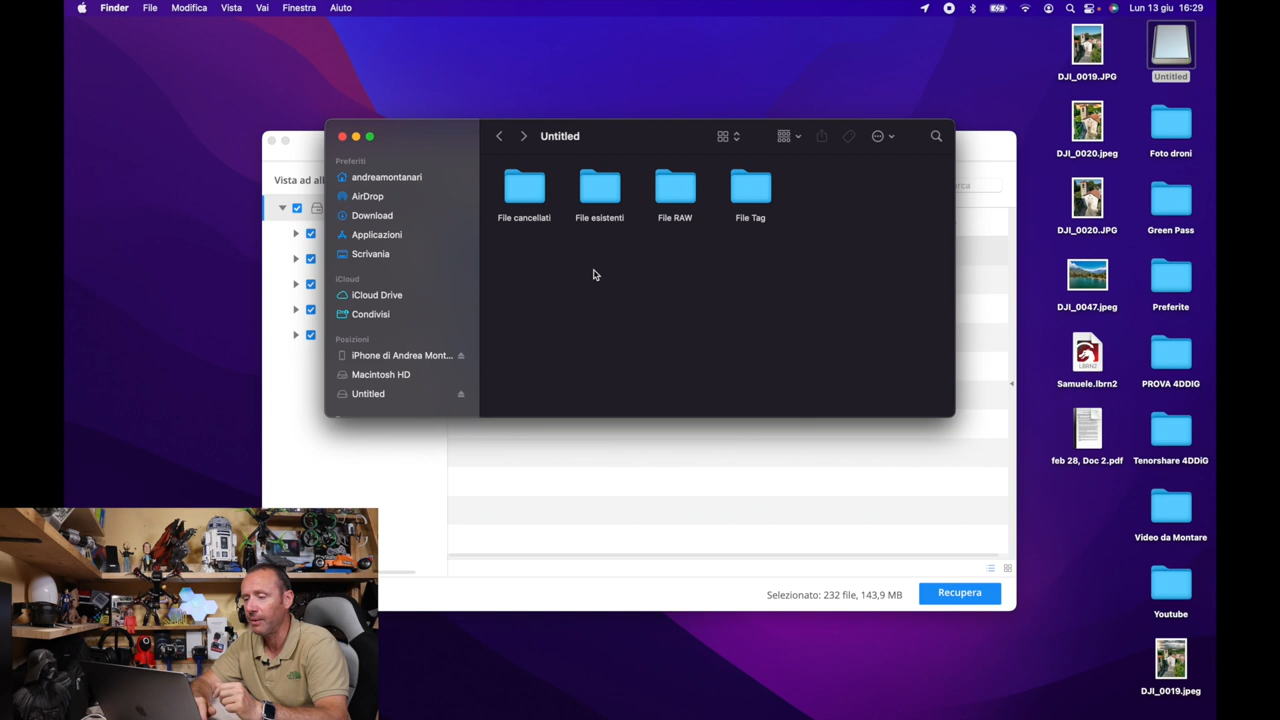 Finder File Modifica Vista Vai Finestra Aiuto
Lun 13 giu 16:29
Untitled
Preferiti
andreamontanari
AirDrop
Download
Applicazioni
Scrivania
iCloud
iCloud Drive
Condivisi
Posizioni
iPhone di Andrea Mont...
Macintosh HD
Untitled
File cancellati
File esistenti
File RAW
File Tag
Vista ad alb
Selezionato: 232 file, 143,9 MB
Recupera
DJI_0019.JPG
Untitled
DJI_0020.jpeg
Foto droni
DJI_0020.JPG
Green Pass
DJI_0047.jpeg
Preferite
LBRN2
Samuele.lbrn2
PROVA 4DDIG
feb 28, Doc 2.pdf
Tenorshare 4DDiG
Video da Montare
Youtube
DJI_0019.jpeg